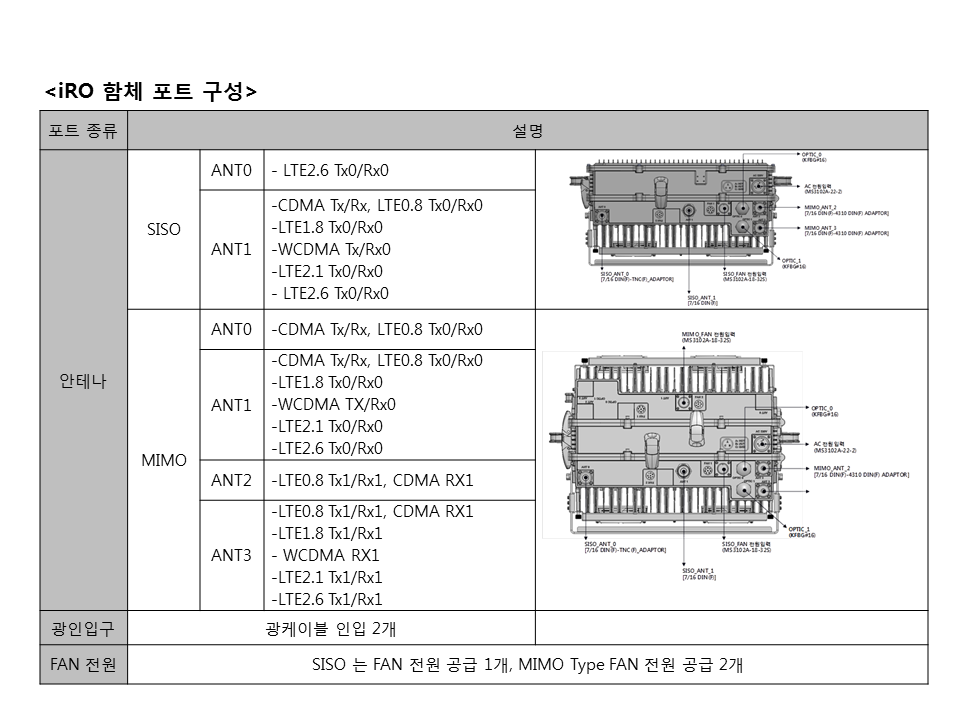 <iRO 함체 포트 구성>
포트 종류
설명
안테나
SISO
ANT0
- LTE2.6 Tx0/Rx0
ANT1
-CDMA Tx/Rx, LTE0.8 Tx0/Rx0
-LTE1.8 Tx0/Rx0
-WCDMA Tx/Rx0
-LTE2.1 Tx0/Rx0
- LTE2.6 Tx0/Rx0
OPTIC_0
(KFBG#16)
AC 전원입력
(MS3102A-22-2)
MIMO_ANT_2
[7/16 DIN(F)-4310 DIN(F) ADAPTOR]
MIMO_ANT_3
[7/16 DIN(F)-4310 DIN(F) ADAPTOR]
OPTIC_1
(KFBG#16)
SISO_ANT_0
[7/16 DIN(F)-TNC(F)_ADAPTOR]
SISO_FAN 전원입력
(MS3102A-18-32S)
SISO_ANT_1
[7/16 DIN(F)]
MIMO
ANT0
-CDMA Tx/Rx, LTE0.8 Tx0/Rx0
ANT1
-CDMA Tx/Rx, LTE0.8 Tx0/Rx0
-LTE1.8 Tx0/Rx0
-WCDMA TX/Rx0
-LTE2.1 Tx0/Rx0
-LTE2.6 Tx0/Rx0
ANT2
-LTE0.8 Tx1/Rx1, CDMA RX1
ANT3
-LTE0.8 Tx1/Rx1, CDMA RX1
-LTE1.8 Tx1/Rx1
- WCDMA RX1
-LTE2.1 Tx1/Rx1
-LTE2.6 Tx1/Rx1
MIMO_FAN 전원입력
(MS3102A-18-32S)
OPTIC_0
(KFBG#16)
AC 전원 입력
(MS3102A-22-2)
MIMO_ANT_2
[7/16 DIN(F)-4310 DIN(F) ADAPTOR]
OPTIC_1
(KFBG#16)
SISO_ANT_0
[7/16 DIN(F)-TNC (F)_ADAPTOR]
SISO_FAN 전원입력
(MS3102A-18-32S)
SISO_ANT_1
[7/16 DIN(F)]
광인입구
광케이블 인입 2개
FAN 전원
SISO 는 FAN 전원 공급 1개, MIMO Type FAN 전원 공급 2개